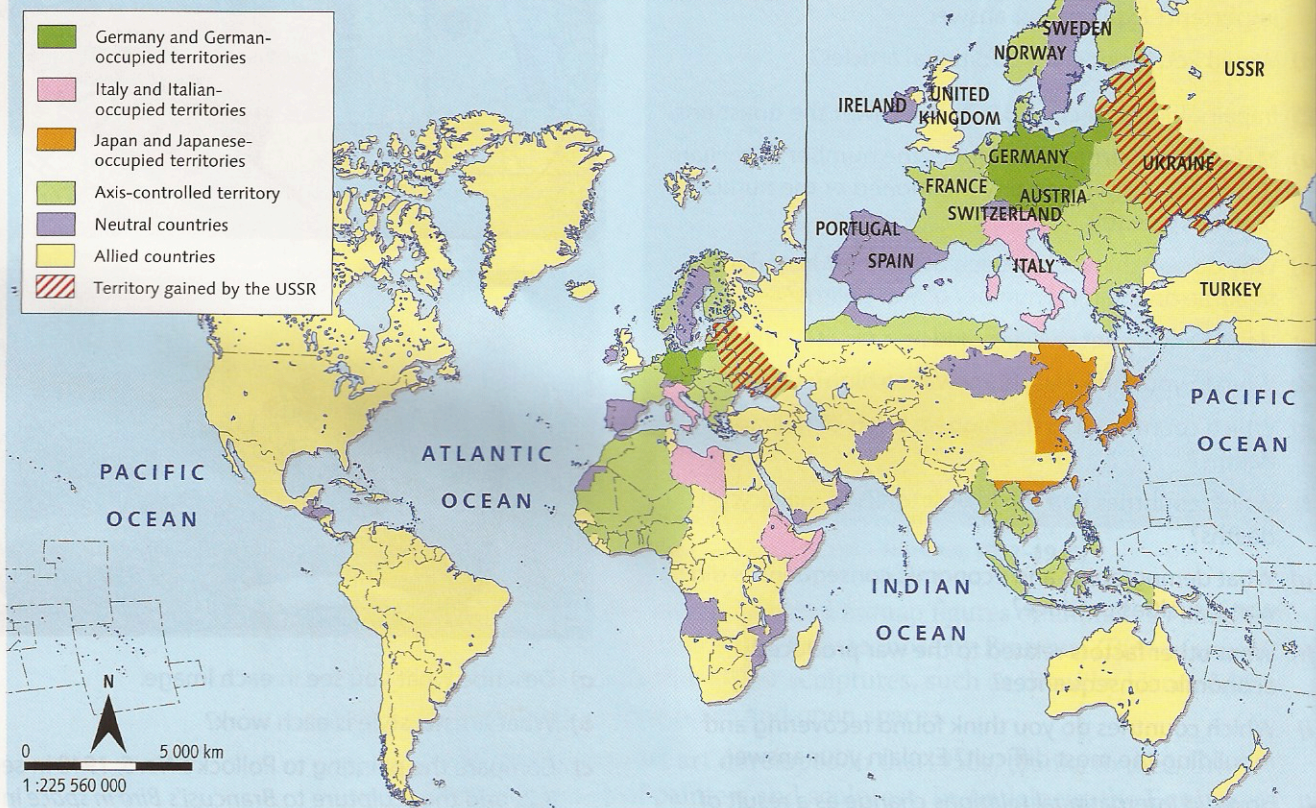 Germany and German-
occupied territories
Italy and Italian-
occupied territories
Japan and Japanese-
occupied territories
Axis-controlled territory
Neutral countries
Allied countries
Territory gained by the USSR
SWEDEN
NORWAY
USSR
IRELAND
UNITED
KINGDOM
GERMANY
UKRAINE
FRANCE
AUSTRIA
SWITZERLAND
PORTUGAL
SPAIN
ITALY
TURKEY
PACIFIC
OCEAN
ATLANTIC
OCEAN
PACIFIC
OCEAN
INDIAN
OCEAN
N
0 5 000 km
1 :225 560 000